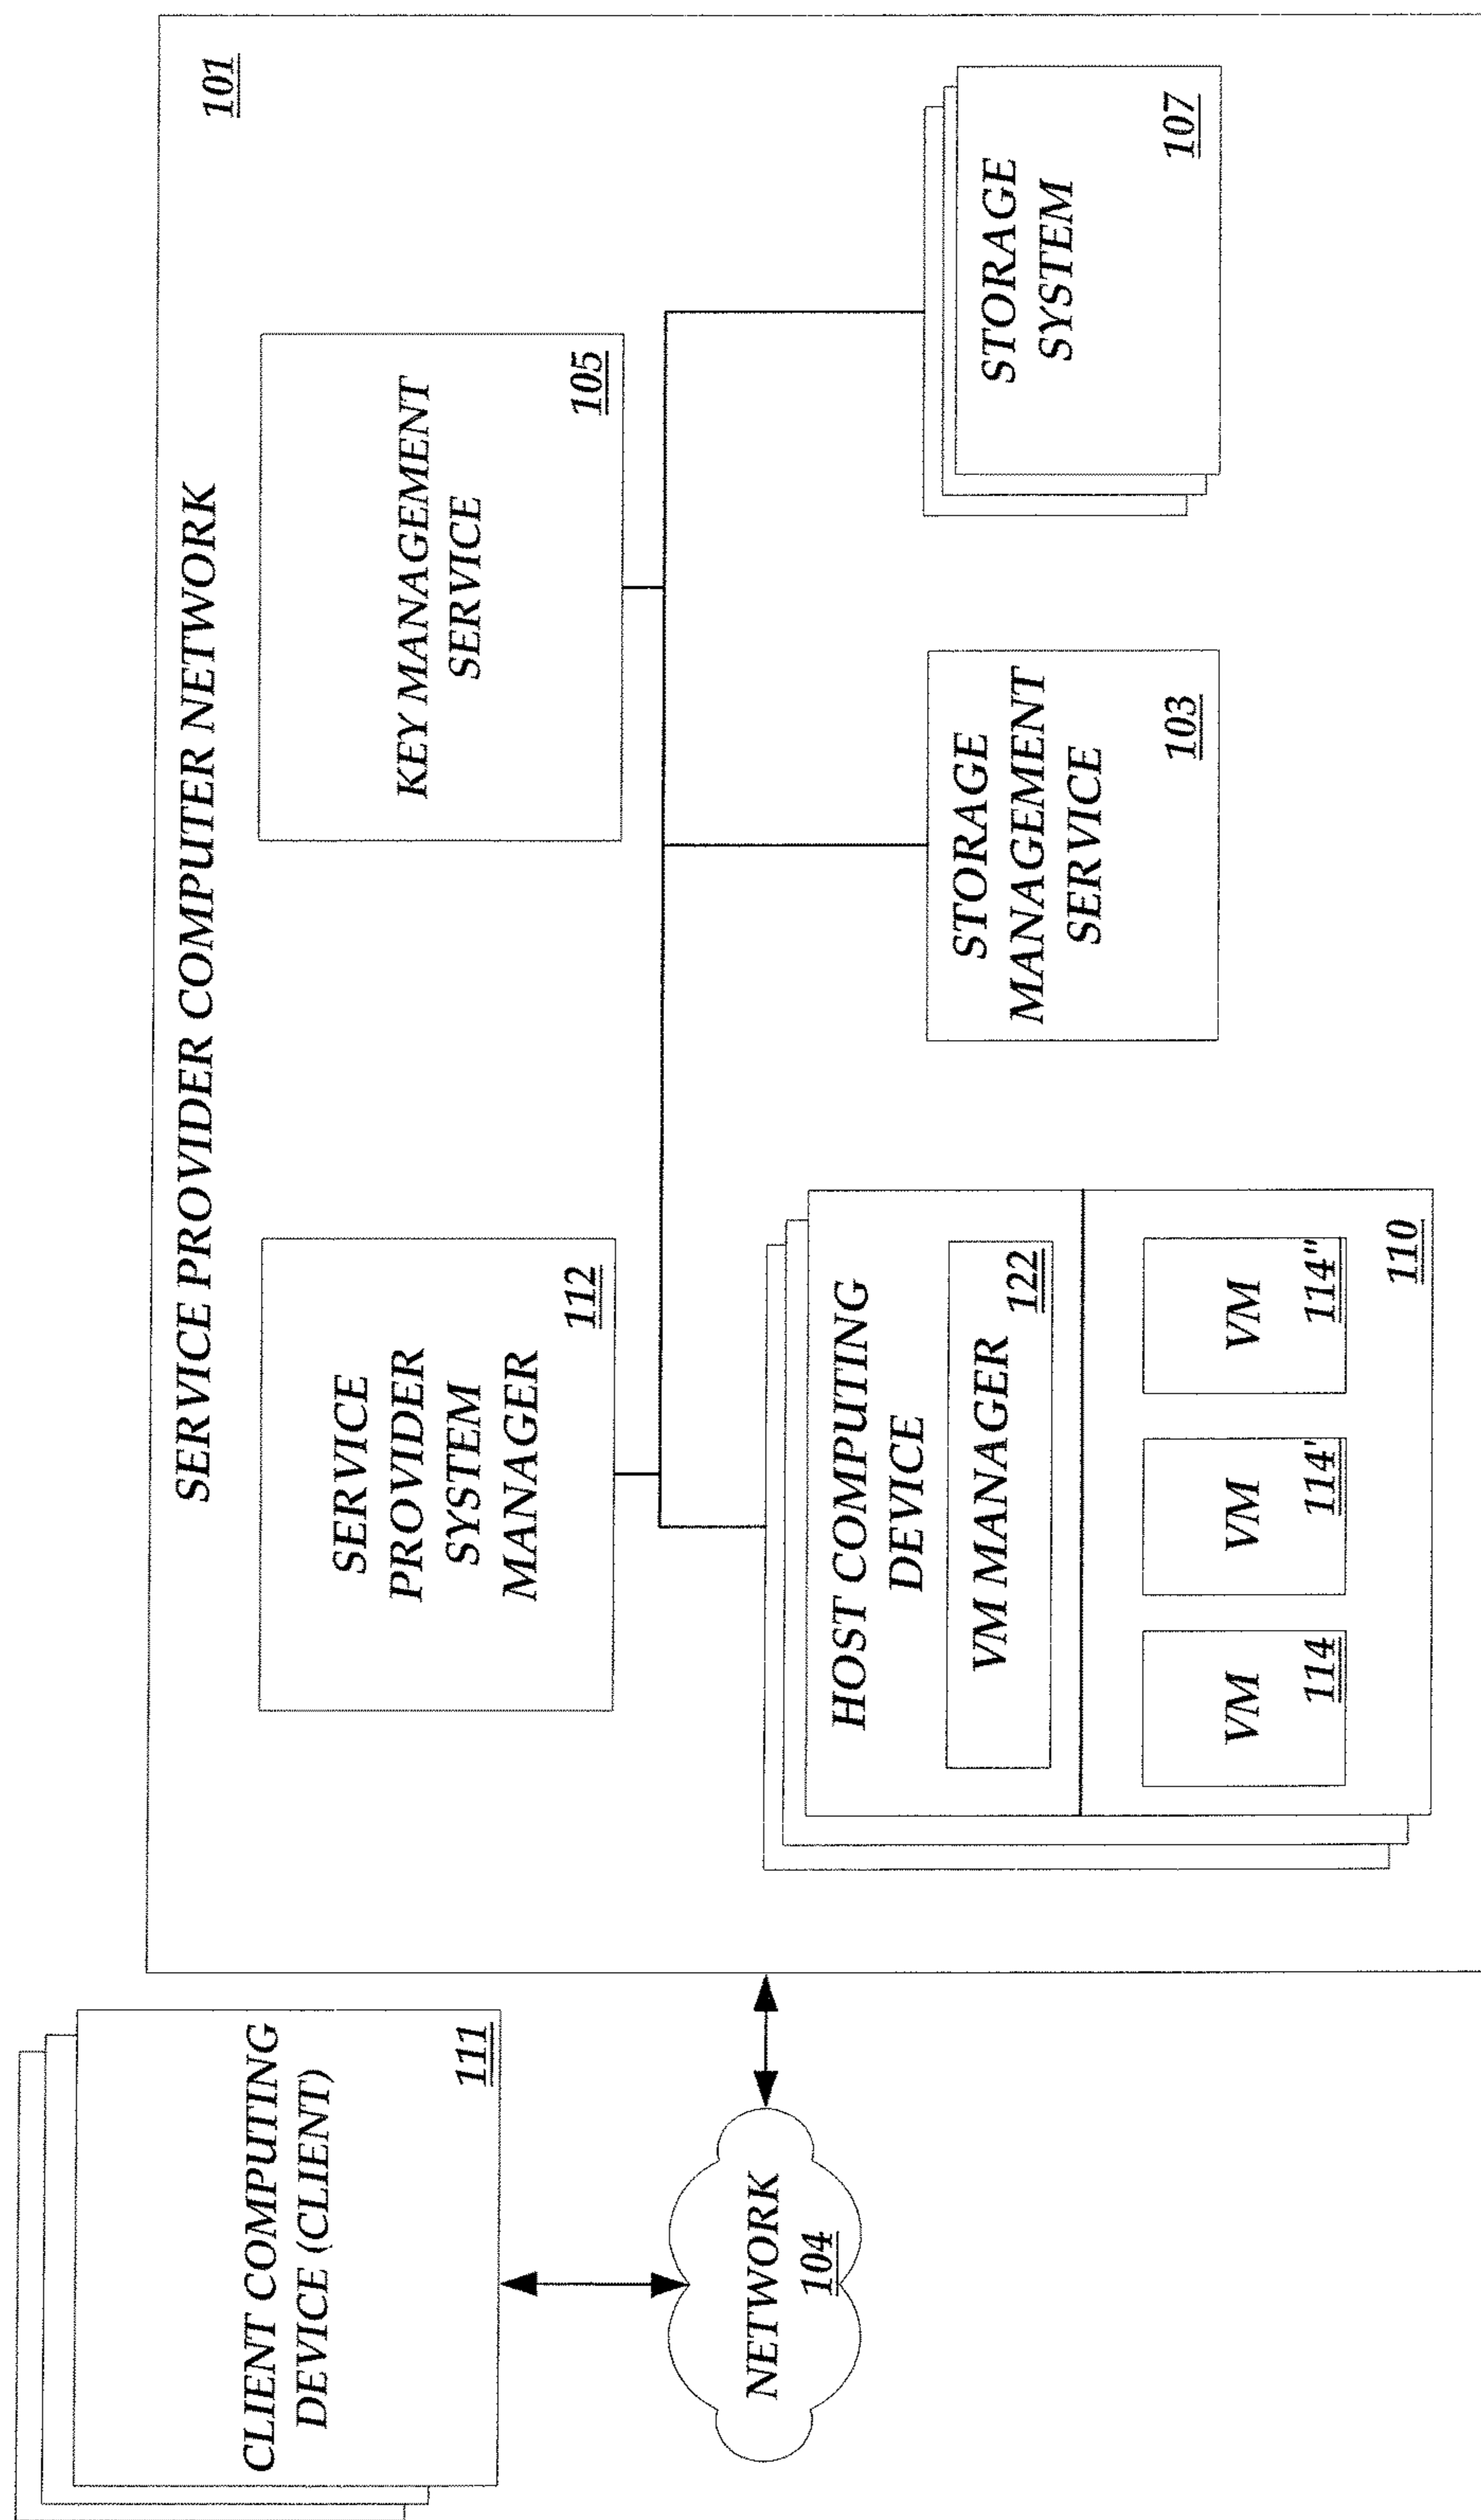 SERVICE PROVIDER COMPUTER NETWORK
101
CLIENT COMPUTING
DEVICE (CLIENT)
111
NETWORK
104
SERVICE
PROVIDER
SYSTEM
MANAGER
112
KEY MANAGEMENT
SERVICE
105
HOST COMPUTING
DEVICE
VM MANAGER
122
VM
114
VM
114'
VM
114"
110
STORAGE
MANAGEMENT
SERVICE
103
STORAGE
SYSTEM
107